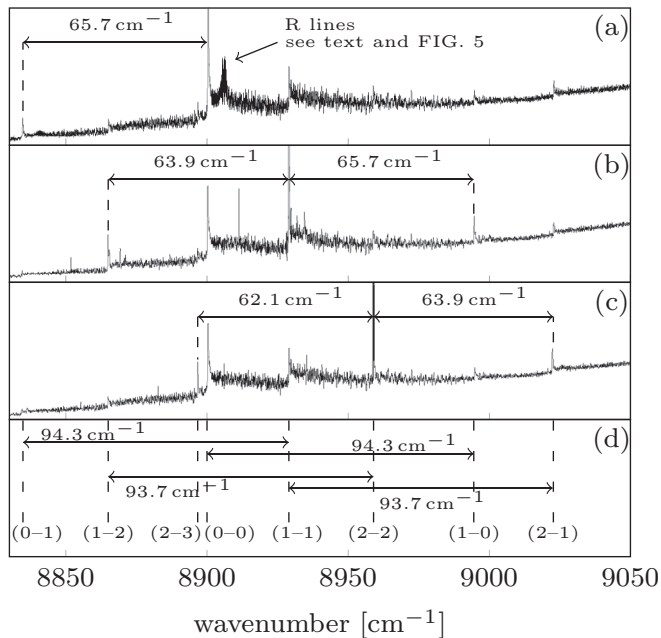 65.7 cm⁻¹
R lines
see text and FIG. 5
(a)
63.9 cm⁻¹
65.7 cm⁻¹
(b)
62.1 cm⁻¹
63.9 cm⁻¹
(c)
94.3 cm⁻¹
94.3 cm⁻¹
(d)
93.7 cm⁻¹
93.7 cm⁻¹
(0–1) (1–2) (2–3) (0–0) (1–1) (2–2) (1–0) (2–1)
8850 8900 8950 9000 9050
wavenumber [cm⁻¹]